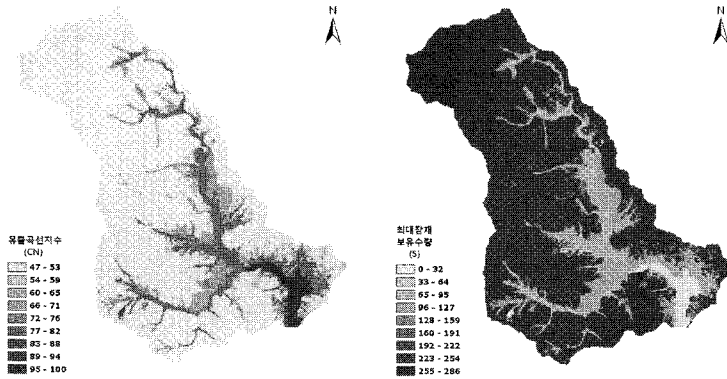 N
유출곡선지수
(CN)
47 - 53
54 - 59
60 - 65
66 - 71
72 - 76
77 - 82
83 - 88
89 - 94
95 - 100
N
최대잠재
보유수량
(S)
0 - 32
33 - 64
65 - 95
96 - 127
128 - 159
160 - 191
192 - 222
223 - 254
255 - 286